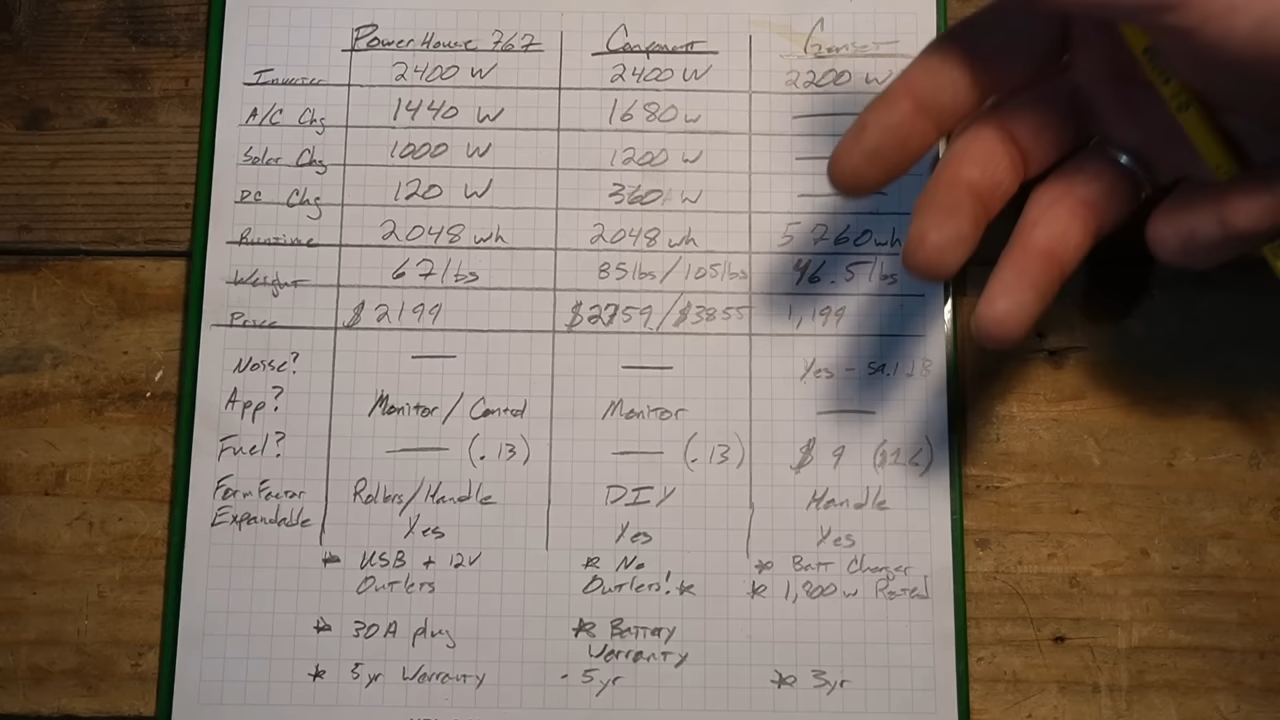 PowerHouse 767 Component Genset
Inverter 2400 W 2400 W 2200 W
A/C Chg 1440 W 1680 w —
Solar Chg 1000 W 1200 W —
DC Chg 120 W 360 W —
Runtime 2048 wh 2048 wh 5760wh
Weight 67 lbs 85 lbs/105lbs 46.5 lbs
Price $2199 $2759/$3855 1,199
— — Yes -
App? Monitor/Control Monitor —
Fuel? — (.13) — (.13) $ 9
Form Factor Rollers/Handle DIY Handle
Expandable Yes Yes Yes
* USB + 12V * No * Batt Charger
Outlets Outlets! * * 1,800 w Rated
* 30A plug * Battery
Warranty
* 5yr Warranty - 5yr * 3yr